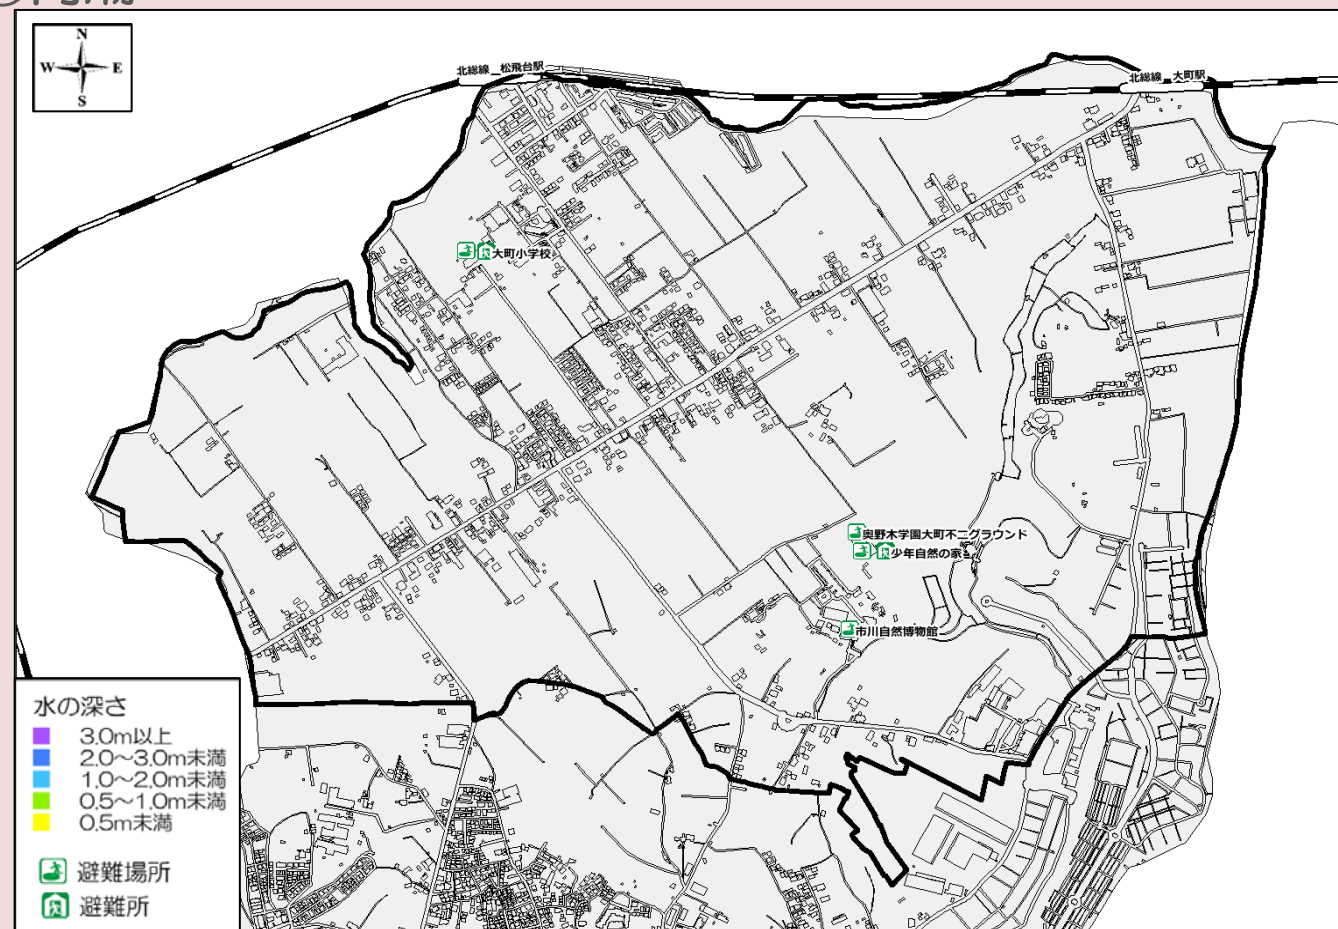 N
W E
S
北総線_松飛台駅
北総線_大町駅
大町小学校
奥野木学園大町不二グラウンド
少年自然の家
市川自然博物館
水の深さ
3.0m以上
2.0～3.0m未満
1.0～2.0m未満
0.5～1.0m未満
0.5m未満
避難場所
避難所